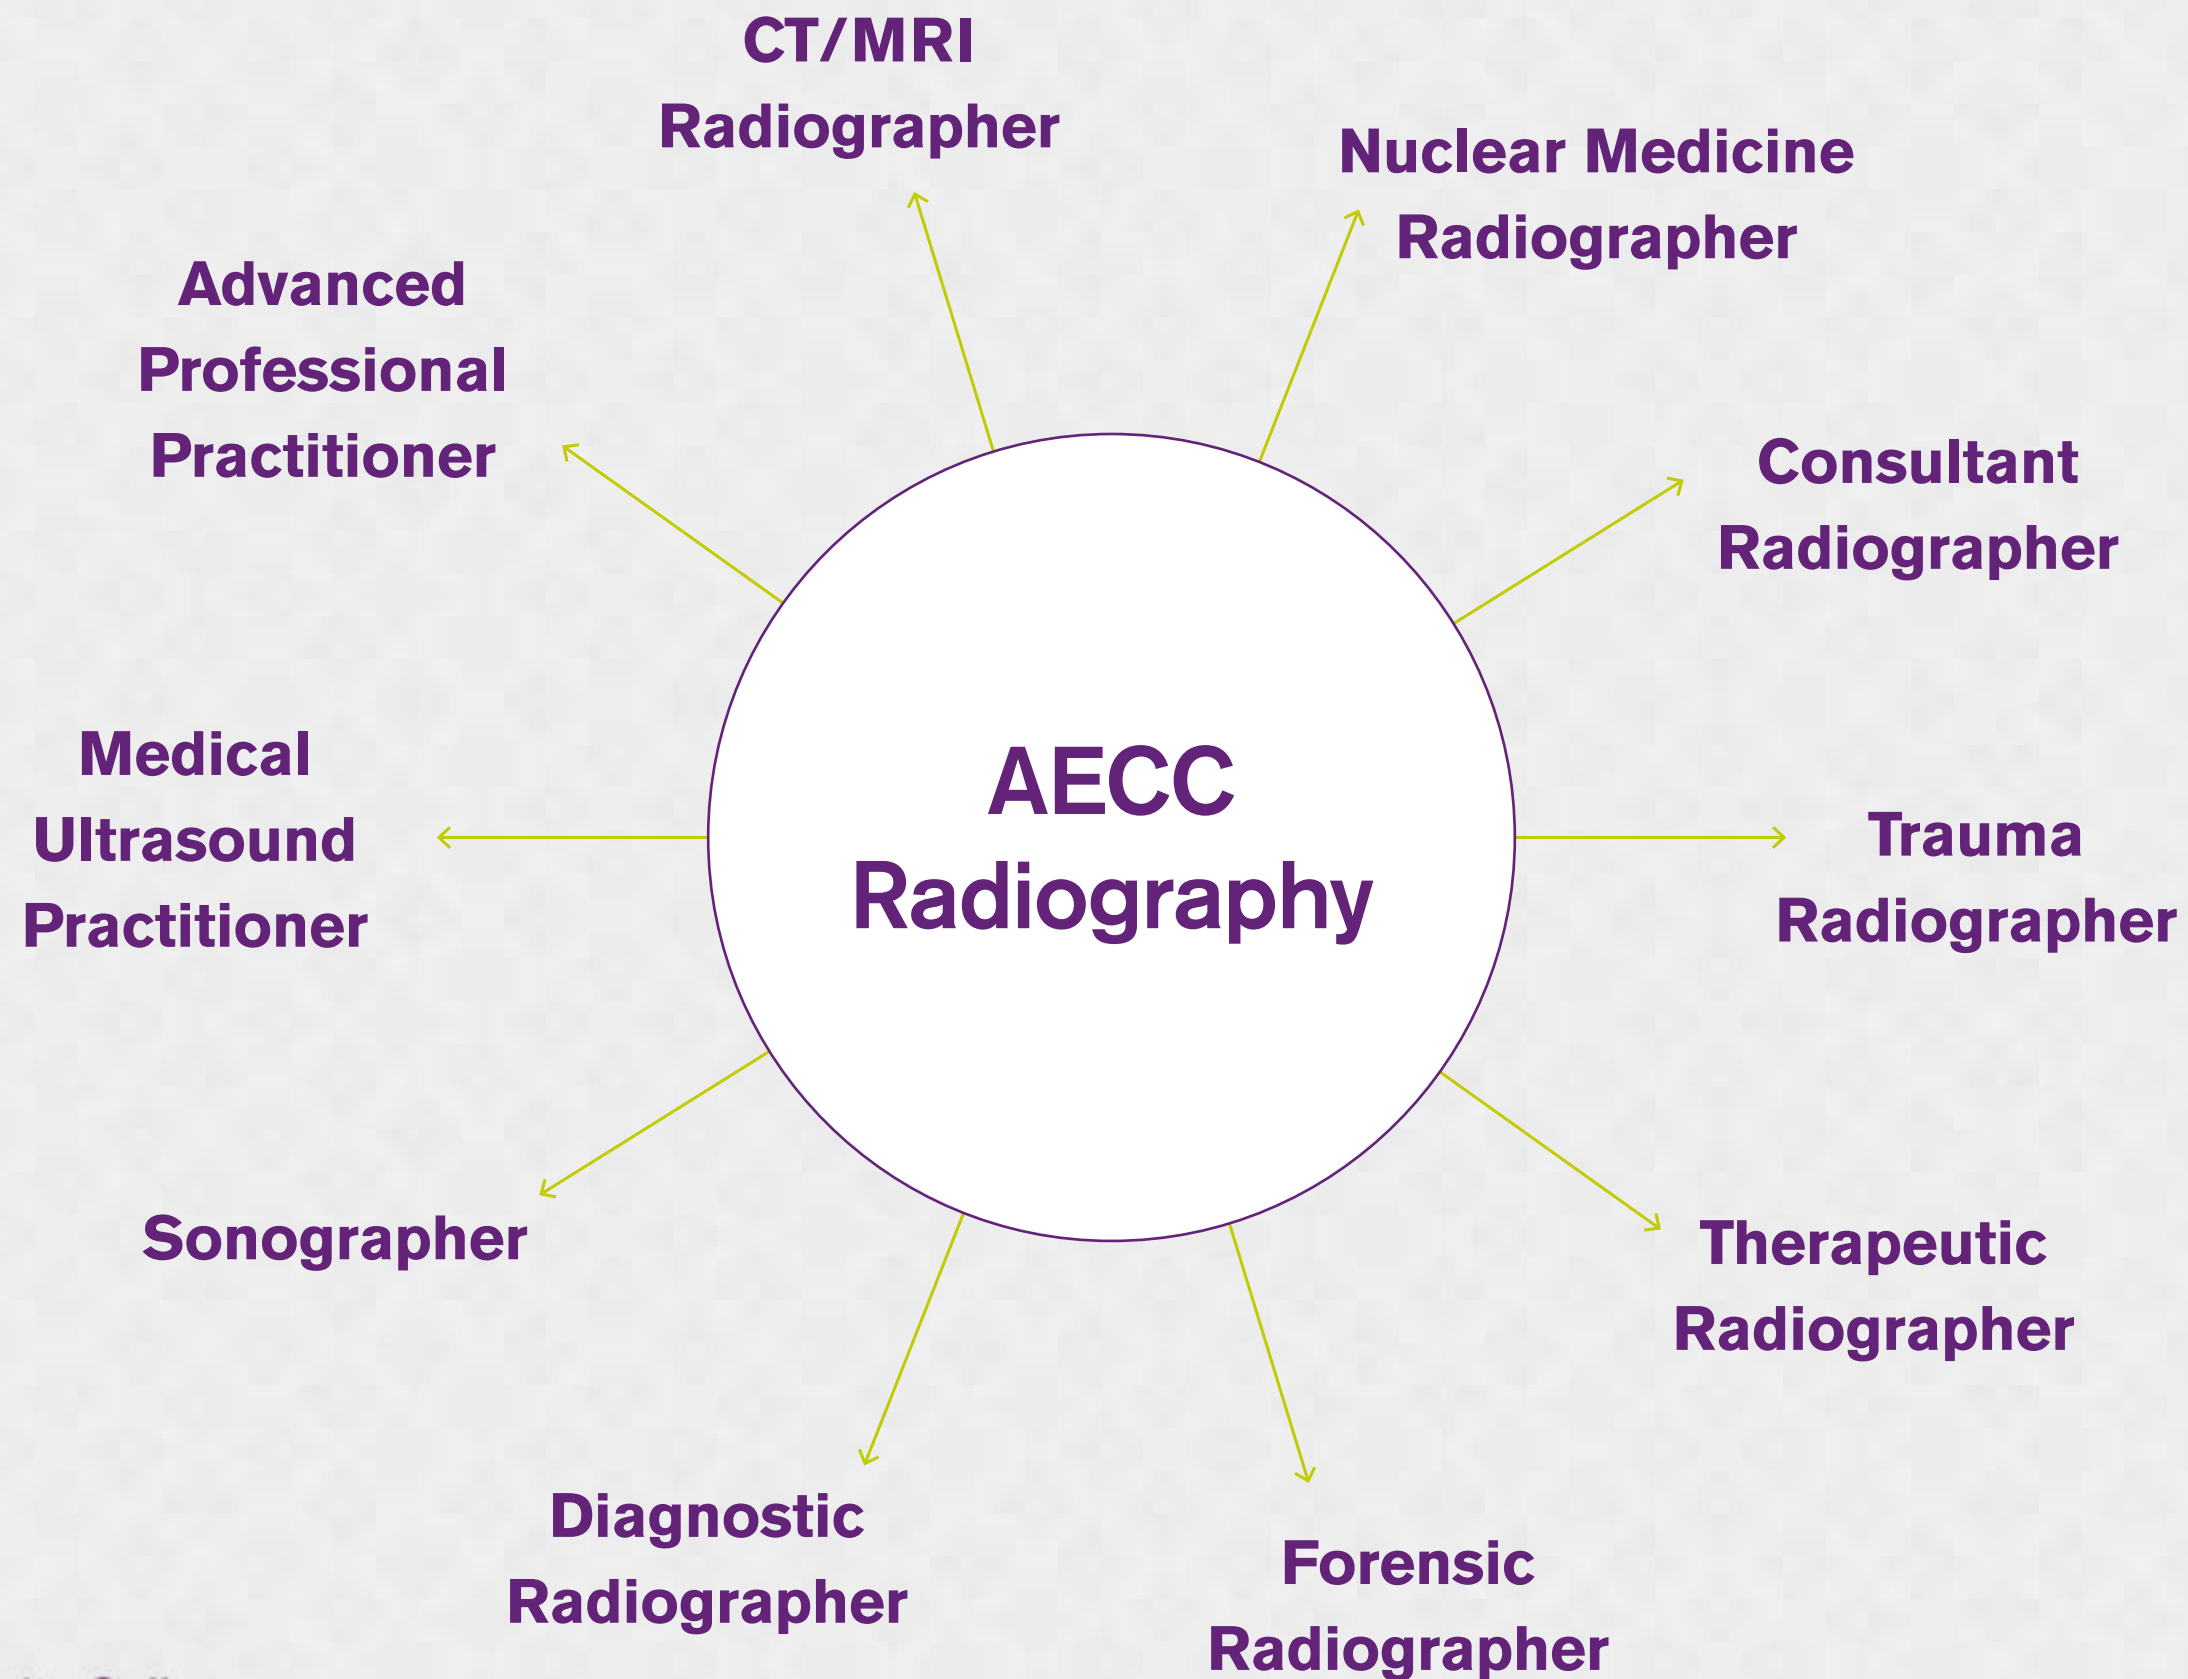 CT/MRI
Radiographer
Nuclear Medicine
Radiographer
Advanced
Professional
Practitioner
Consultant
Radiographer
Medical
Ultrasound
Practitioner
AECC
Radiography
Trauma
Radiographer
Sonographer
Therapeutic
Radiographer
Diagnostic
Radiographer
Forensic
Radiographer